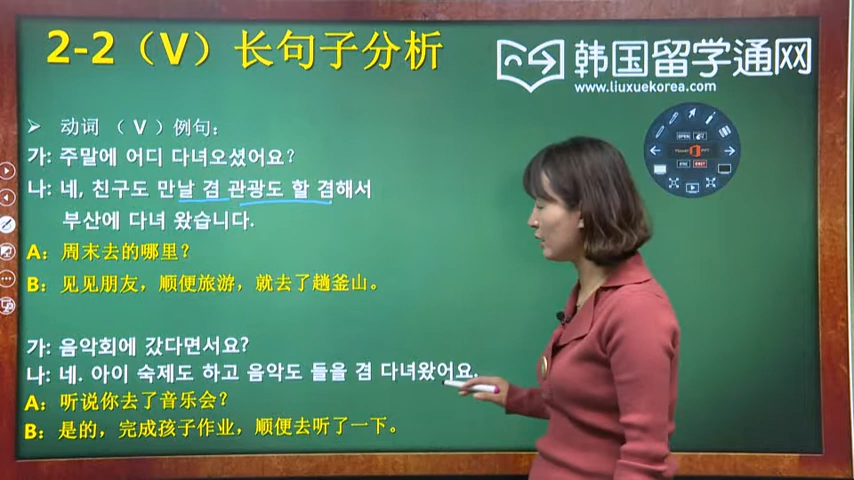 2-2（V）长句子分析
韩国留学通网
www.liuxuekorea.com
➢ 动词 （ V ）例句：
가: 주말에 어디 다녀오셨어요?
나: 네, 친구도 만날 겸 관광도 할 겸해서
부산에 다녀 왔습니다.
A：周末去的哪里？
B：见见朋友，顺便旅游，就去了趟釜山。
가: 음악회에 갔다면서요?
나: 네. 아이 숙제도 하고 음악도 들을 겸 다녀왔어요.
A：听说你去了音乐会？
B：是的，完成孩子作业，顺便去听了一下。